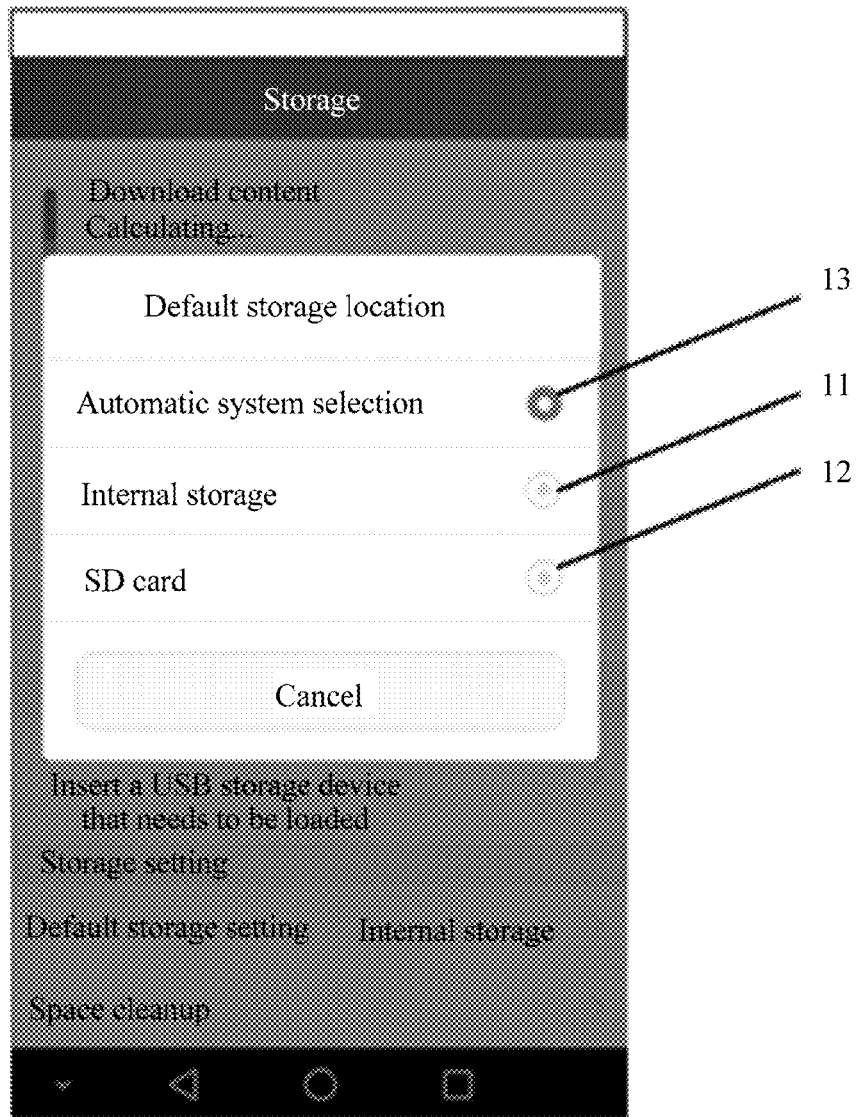 Storage
Download content
Calculating...
Default storage location
Automatic system selection
13
Internal storage
11
SD card
12
Cancel
Insert a USB storage device
that needs to be loaded
Storage setting
Default storage setting Internal storage
Space cleanup